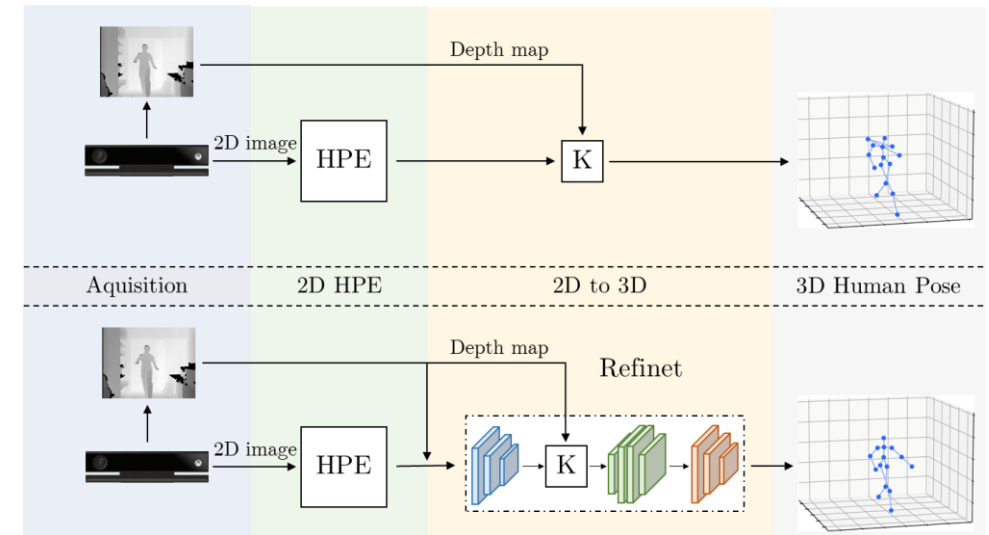 Depth map
2D image
HPE
K
Aquisition
2D HPE
2D to 3D
3D Human Pose
Depth map
Refinet
2D image
HPE
K